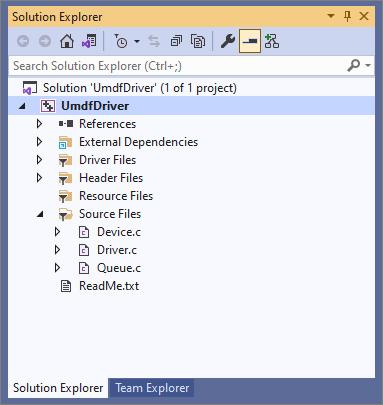 Solution Explorer
Search Solution Explorer (Ctrl+;)
Solution 'UmdfDriver' (1 of 1 project)
UmdfDriver
References
External Dependencies
Driver Files
Header Files
Resource Files
Source Files
Device.c
Driver.c
Queue.c
ReadMe.txt
Solution Explorer Team Explorer